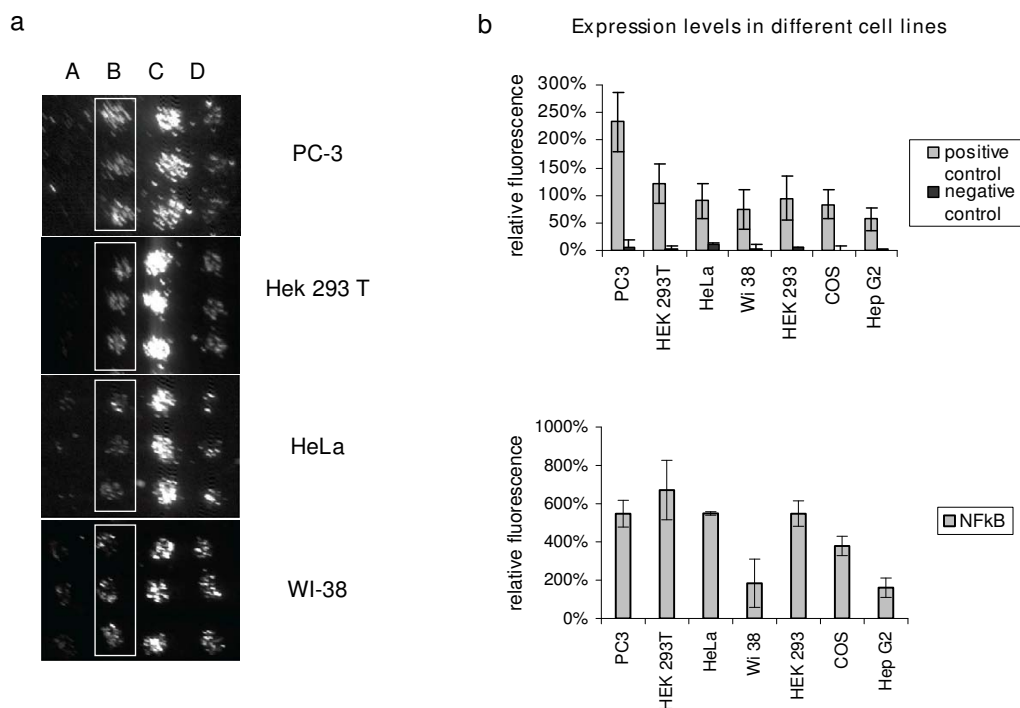 a
A B C D
PC-3
Hek 293 T
HeLa
WI-38
b Expression levels in different cell lines
relative fluorescence
300%
250%
200%
150%
100%
50%
0%
PC3
HEK 293T
HeLa
Wi 38
HEK 293
COS
Hep G2
positive
control
negative
control
relative fluorescence
1000%
800%
600%
400%
200%
0%
PC3
HEK 293T
HeLa
Wi 38
HEK 293
COS
Hep G2
NFkB